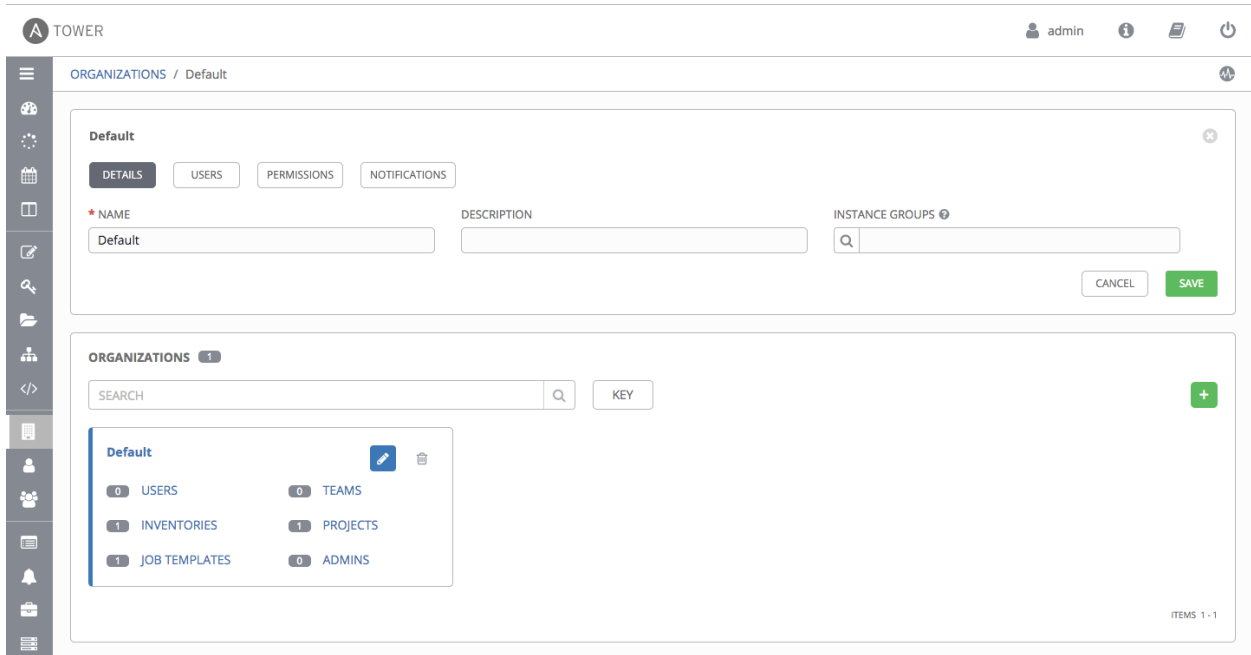 A TOWER admin
ORGANIZATIONS / Default
Default
DETAILS USERS PERMISSIONS NOTIFICATIONS
* NAME DESCRIPTION INSTANCE GROUPS ?
Default
CANCEL SAVE
ORGANIZATIONS 1
SEARCH KEY +
Default
0 USERS 0 TEAMS
1 INVENTORIES 1 PROJECTS
1 JOB TEMPLATES 0 ADMINS
ITEMS 1 - 1